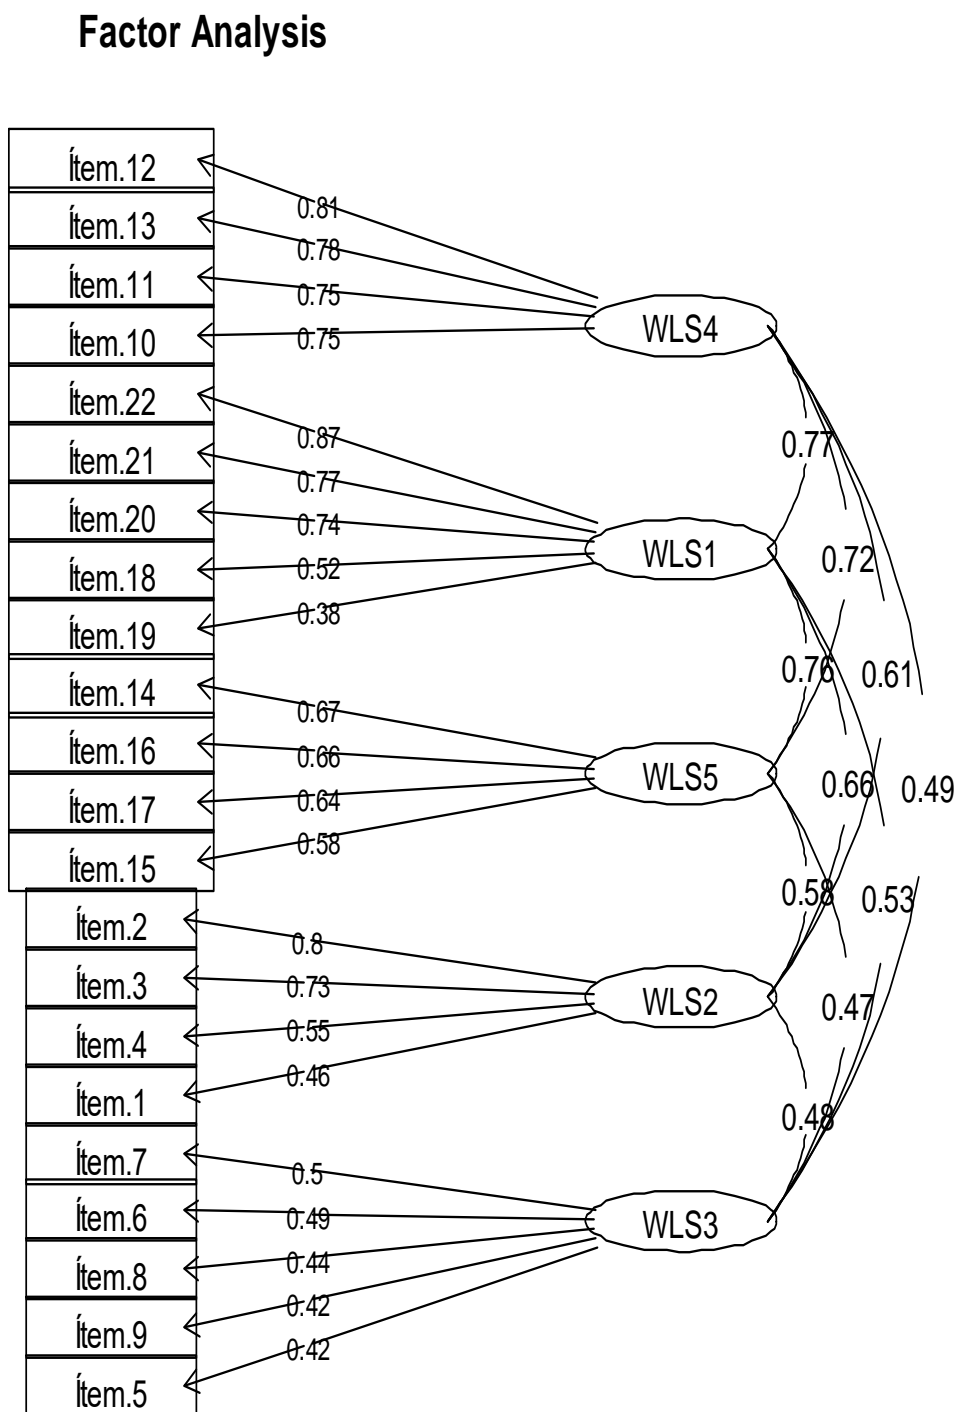 Factor Analysis
Ítem.12
Ítem.13
Ítem.11
Ítem.10
Ítem.22
Ítem.21
Ítem.20
Ítem.18
Ítem.19
Ítem.14
Ítem.16
Ítem.17
Ítem.15
Ítem.2
Ítem.3
Ítem.4
Ítem.1
Ítem.7
Ítem.6
Ítem.8
Ítem.9
Ítem.5
0.81
0.78
0.75
0.75
0.87
0.77
0.74
0.52
0.38
0.67
0.66
0.64
0.58
0.8
0.73
0.55
0.46
0.5
0.49
0.44
0.42
0.42
WLS4
WLS1
WLS5
WLS2
WLS3
0.77
0.72
0.76
0.61
0.66
0.49
0.58
0.53
0.47
0.48